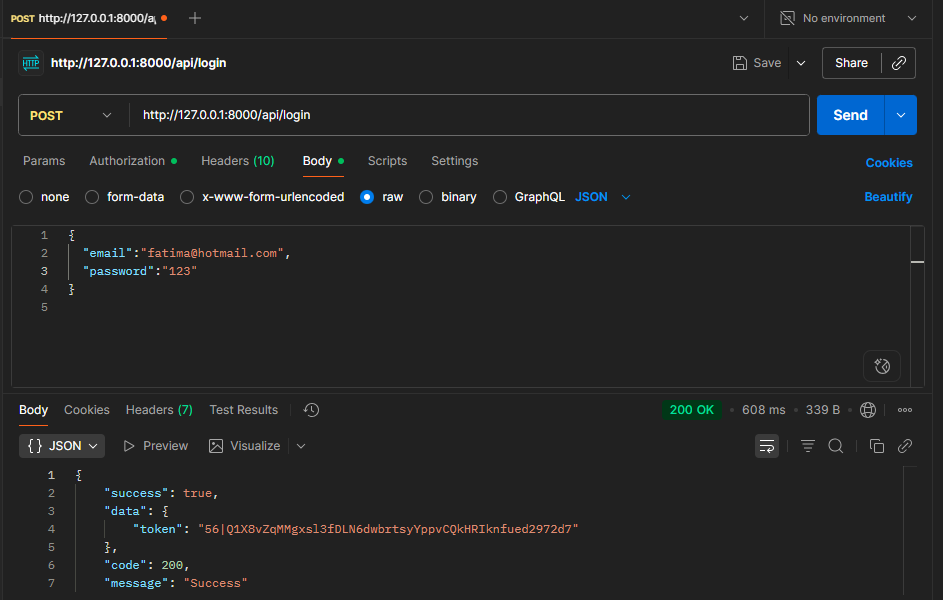 POST http://127.0.0.1:8000/a
No environment
HTTP http://127.0.0.1:8000/api/login
Save
Share
POST http://127.0.0.1:8000/api/login
Send
Params Authorization Headers (10) Body Scripts Settings
Cookies
none form-data x-www-form-urlencoded raw binary GraphQL JSON
Beautify
1 {
2 "email":"fatima@hotmail.com",
3 "password":"123"
4 }
5
Body Cookies Headers (7) Test Results
200 OK • 608 ms • 339 B
{} JSON Preview Visualize
1 {
2 "success": true,
3 "data": {
4 "token": "56|Q1X8vZqMMgxsl3fDLN6dwbrtsyYppvCQkHRIknfued2972d7"
5 },
6 "code": 200,
7 "message": "Success"